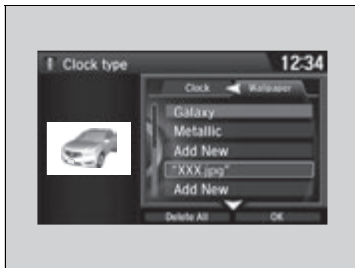 Clock type 12:34
Clock Wallpaper
Galaxy
Metallic
Add New
"XXX.jpg"
Add New
Delete All OK